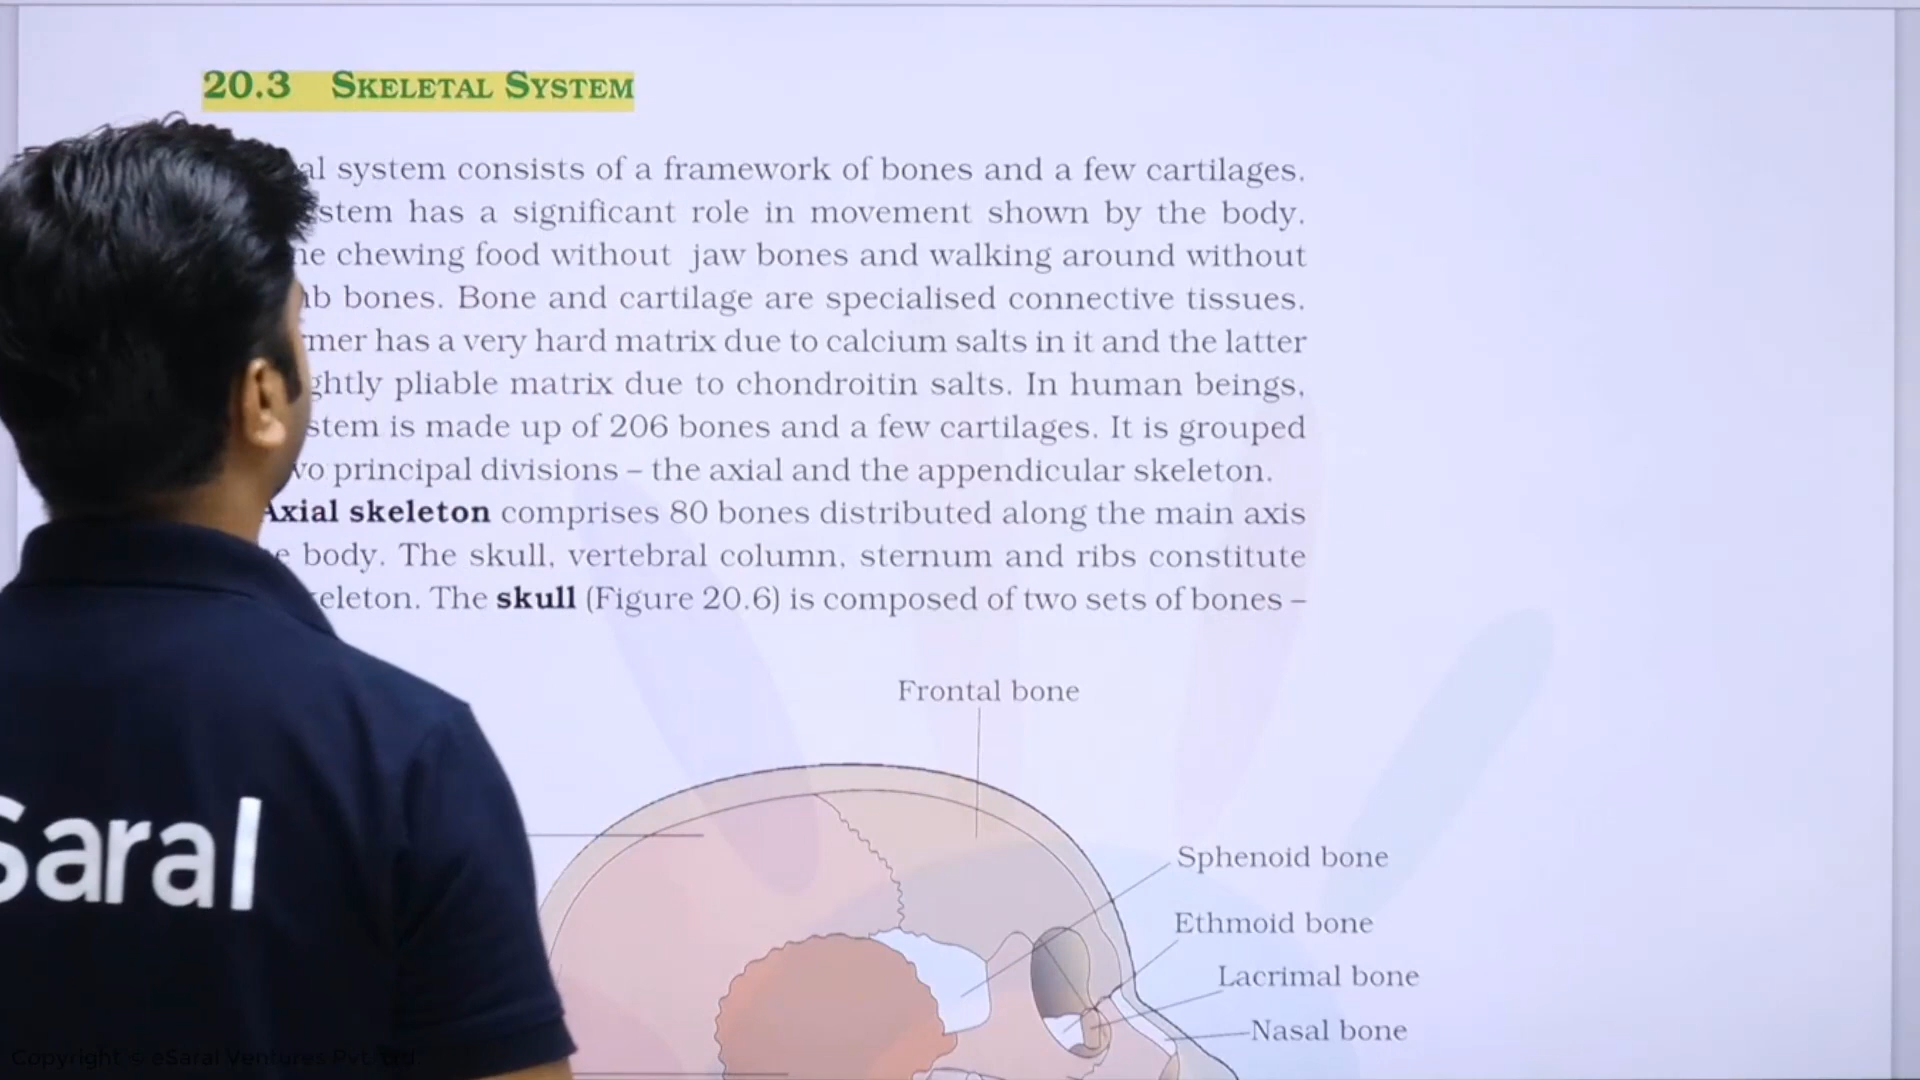 20.3 SKELETAL SYSTEM
system consists of a framework of bones and a few cartilages.
has a significant role in movement shown by the body.
chewing food without jaw bones and walking around without
bones. Bone and cartilage are specialised connective tissues.
has a very hard matrix due to calcium salts in it and the latter
pliable matrix due to chondroitin salts. In human beings,
is made up of 206 bones and a few cartilages. It is grouped
principal divisions – the axial and the appendicular skeleton.
Axial skeleton comprises 80 bones distributed along the main axis
body. The skull, vertebral column, sternum and ribs constitute
The skull (Figure 20.6) is composed of two sets of bones –
Frontal bone
Sphenoid bone
Ethmoid bone
Lacrimal bone
Nasal bone
Saral
Copyright © eSaral Ventures Pvt. Ltd